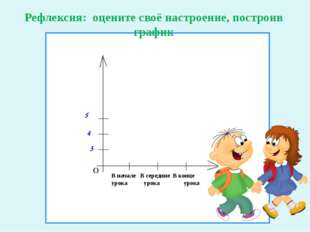 Рефлексия: оцените своё настроение, построив
график
5
4
3
О
В начале В середине В конце
урока урока урока